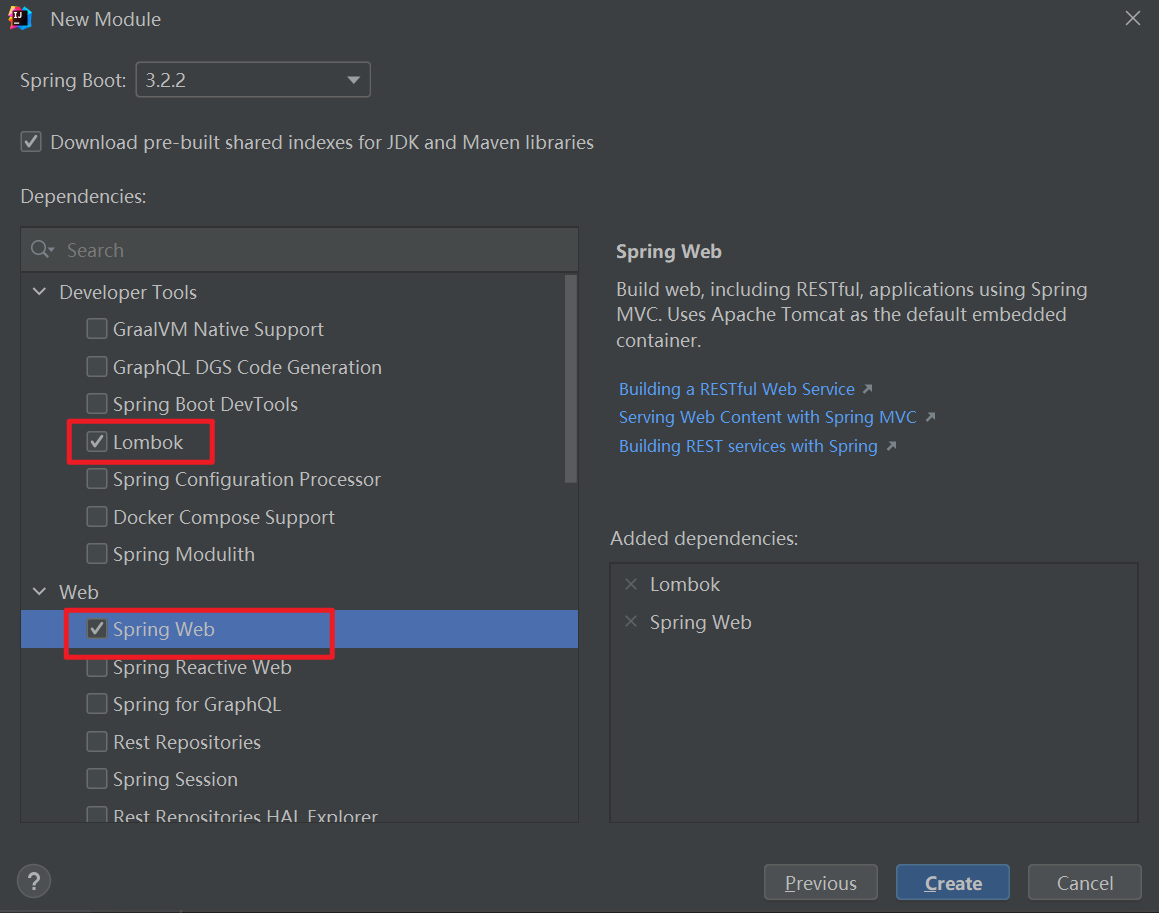 New Module
Spring Boot: 3.2.2
Download pre-built shared indexes for JDK and Maven libraries
Dependencies:
Search
Developer Tools
GraalVM Native Support
GraphQL DGS Code Generation
Spring Boot DevTools
Lombok
Spring Configuration Processor
Docker Compose Support
Spring Modulith
Web
Spring Web
Spring Reactive Web
Spring for GraphQL
Rest Repositories
Spring Session
Rest Repositories HAL Explorer
Spring Web
Build web, including RESTful, applications using Spring
MVC. Uses Apache Tomcat as the default embedded
container.
Building a RESTful Web Service
Serving Web Content with Spring MVC
Building REST services with Spring
Added dependencies:
Lombok
Spring Web
?
Previous
Create
Cancel